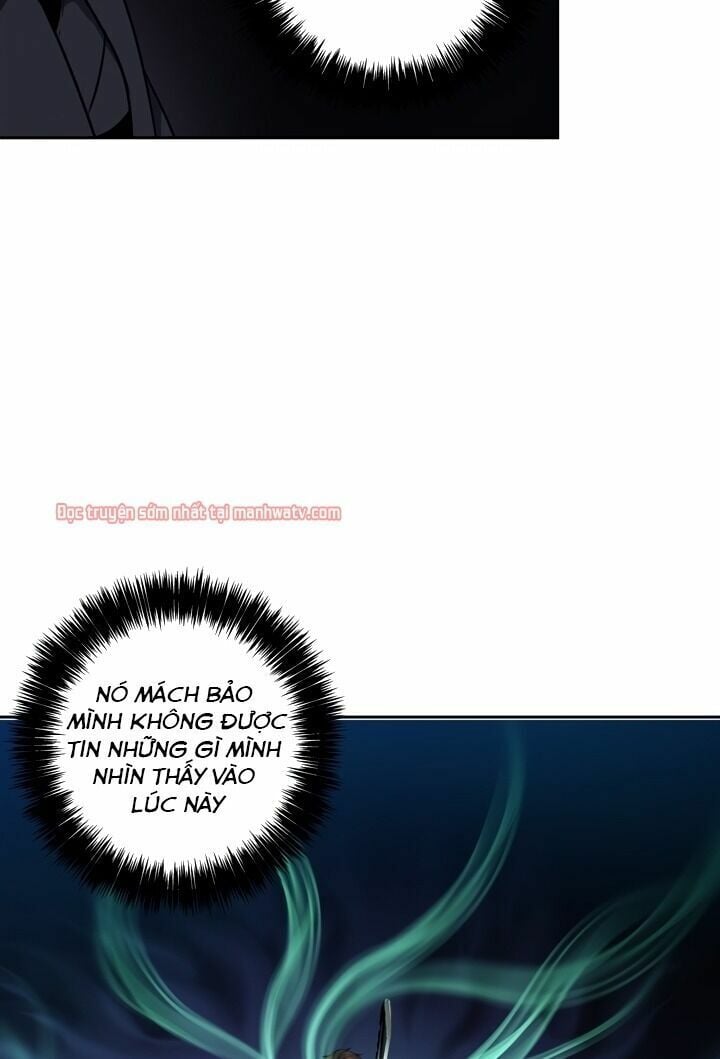 Đọc truyện sớm nhất tại manhwatv.com
NÓ MÁCH BẢO
MÌNH KHÔNG ĐƯỢC
TIN NHỮNG GÌ MÌNH
NHÌN THẤY VÀO
LÚC NÀY